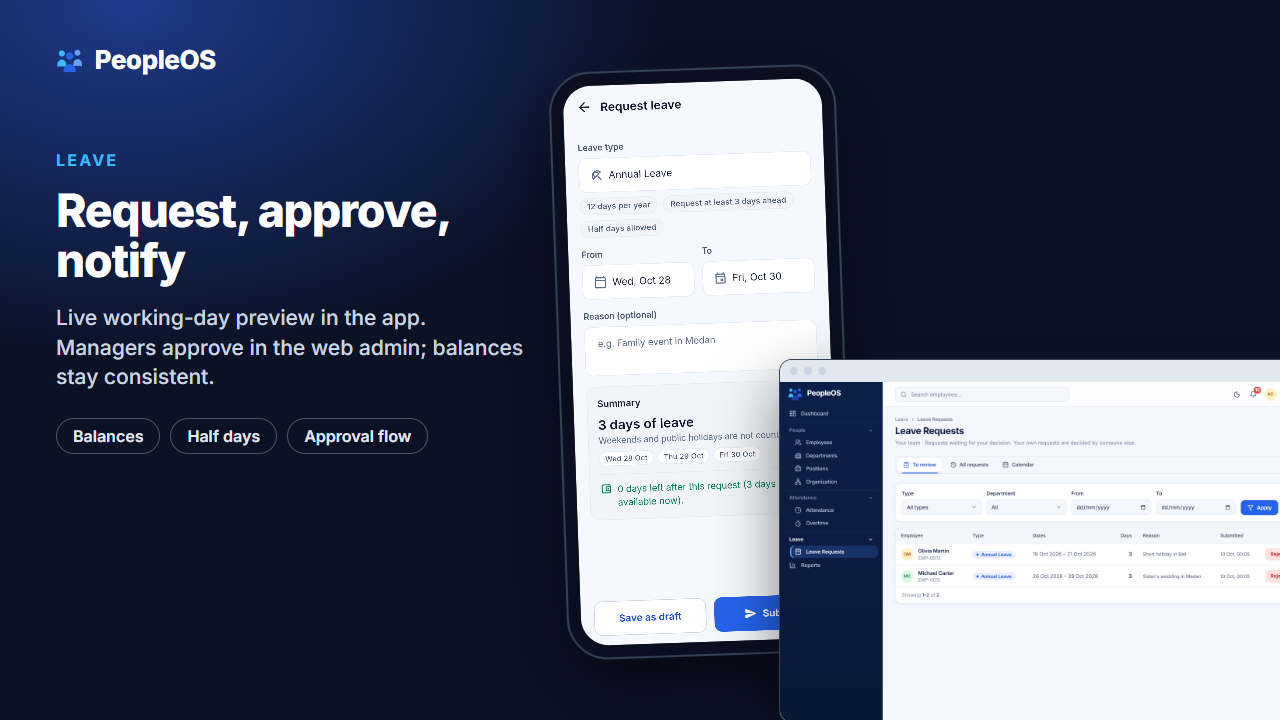 PeopleOS
LEAVE
Request, approve,
notify
Live working-day preview in the app.
Managers approve in the web admin; balances
stay consistent.
Balances
Half days
Approval flow
Request leave
Leave type
Annual Leave
12 days per year
Request at least 3 days ahead
Half days allowed
From
To
Wed, Oct 28
Fri, Oct 30
Reason (optional)
e.g. Family event in Medan
Summary
3 days of leave
Weekends and public holidays are not
Wed 28 Oct
Thu 29 Oct
Fri 30 Oct
0 days left after this request (3 days
available now).
Save as draft
PeopleOS
Dashboard
People
Employees
Departments
Positions
Organization
Attendance
Attendance
Overtime
Leave
Leave Requests
Reports
Search employees...
Leave > Leave Requests
Leave Requests
Your team · Requests waiting for your decision. Your own requests are decided by someone else.
To review
All requests
Calendar
Type
Department
From
To
All types
All
dd/mm/yyyy
dd/mm/yyyy
Apply
Employee
Type
Dates
Days
Reason
Submitted
OM
Olivia Martin
EMP-0013
Annual Leave
19 Oct 2026 – 21 Oct 2026
3
Short holiday in Bali
10 Oct, 00:05
MC
Michael Carter
EMP-0012
Annual Leave
26 Oct 2026 – 28 Oct 2026
3
Sister's wedding in Medan
10 Oct, 00:05
Showing 1-2 of 2